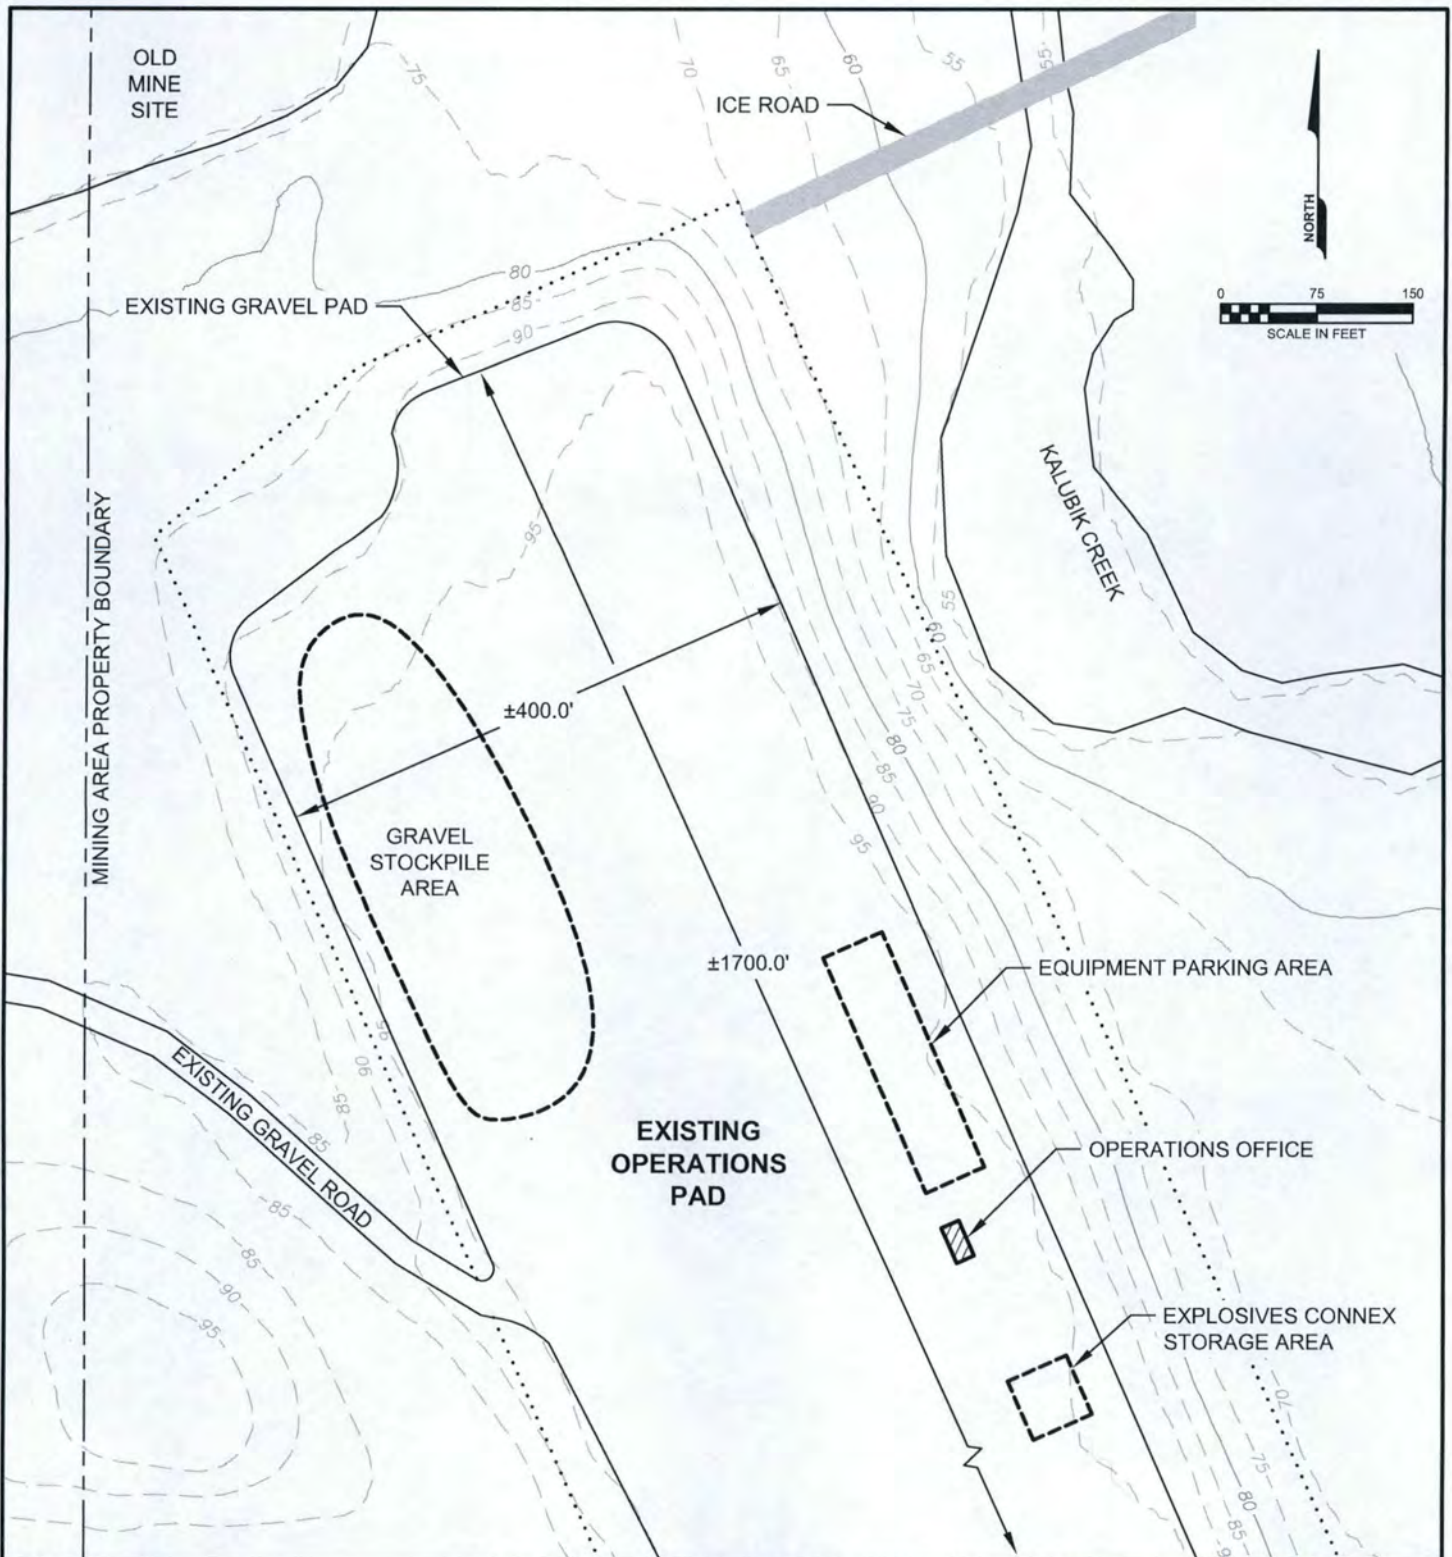 OLD
MINE
SITE
75
70
65
60
55
55
ICE ROAD
NORTH
0 75 150
SCALE IN FEET
80
EXISTING GRAVEL PAD
85
90
95
KALUBIK CREEK
MINING AREA PROPERTY BOUNDARY
55
60
65
70
75
80
85
90
95
±400.0'
GRAVEL
STOCKPILE
AREA
±1700.0'
EQUIPMENT PARKING AREA
95
90
85
EXISTING GRAVEL ROAD
85
85
85
90
95
EXISTING
OPERATIONS
PAD
OPERATIONS OFFICE
EXPLOSIVES CONNEX
STORAGE AREA
70
75
80
85